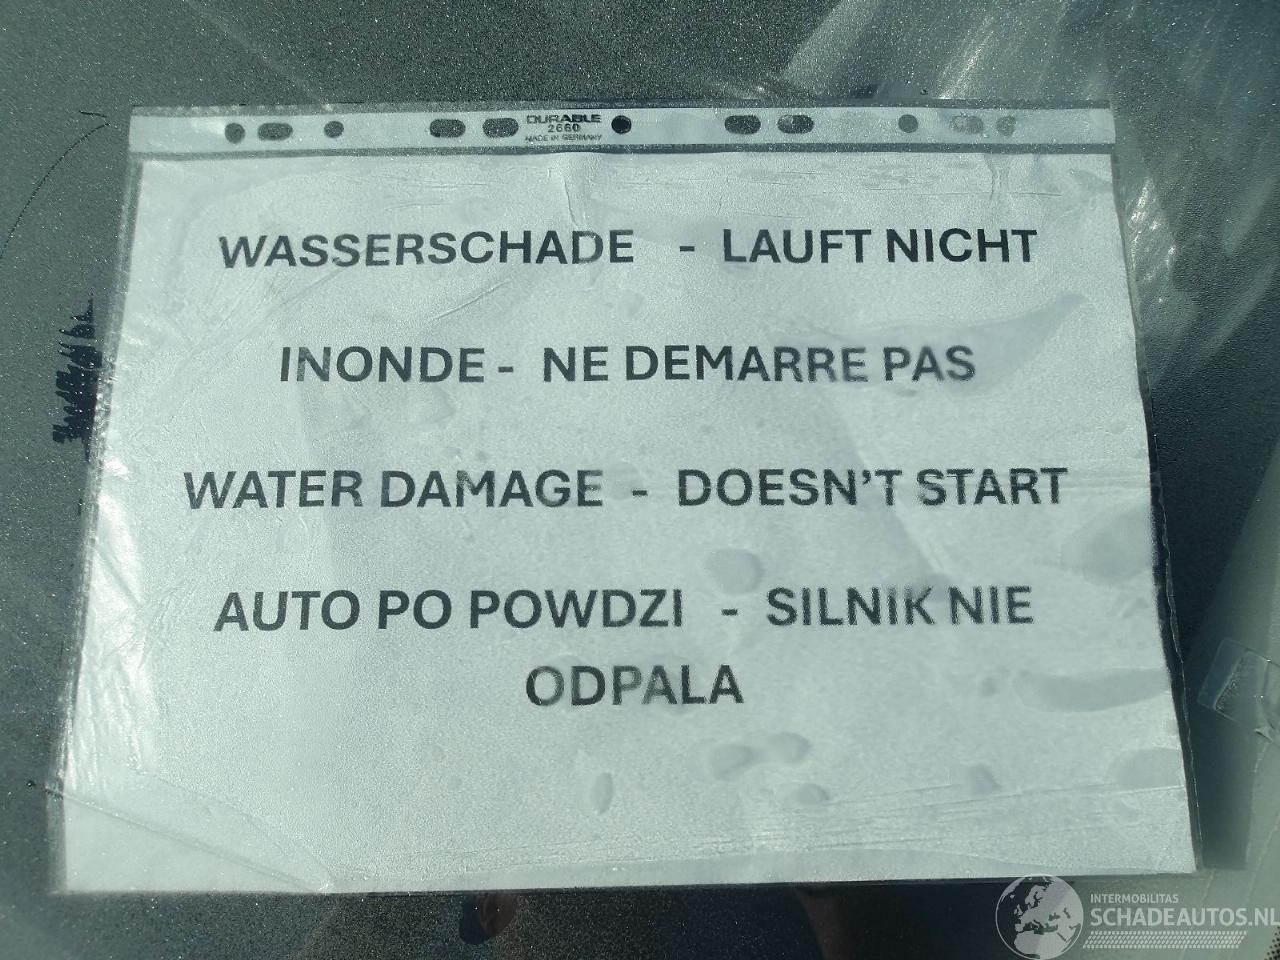 DURABLE
2660
MADE IN GERMANY
WASSERSCHADE - LAUFT NICHT
INONDE - NE DEMARRE PAS
WATER DAMAGE - DOESN'T START
AUTO PO POWDZI - SILNIK NIE
ODPALA
INTERMOBILITAS
SCHADEAUTOS.NL